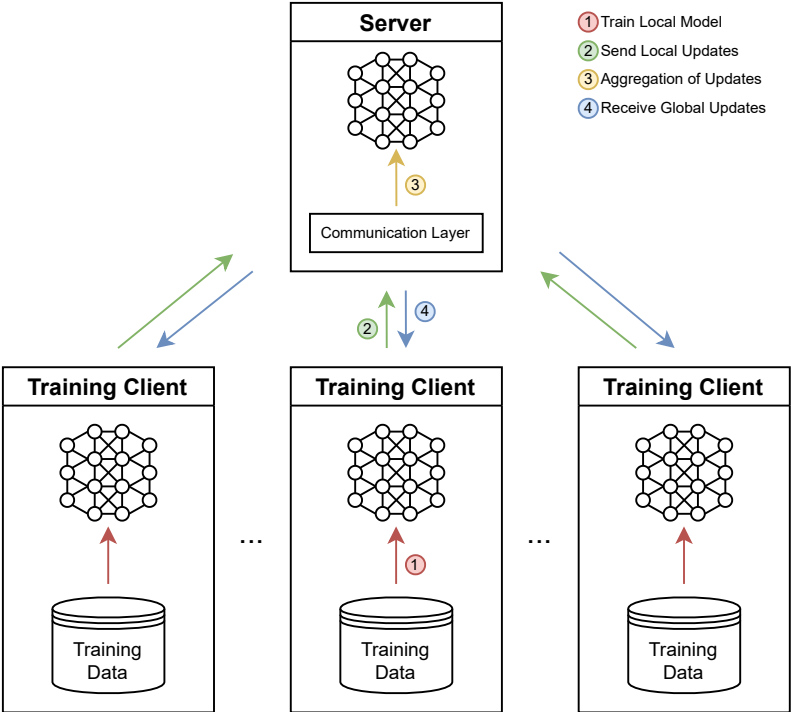 Server
1 Train Local Model
2 Send Local Updates
3 Aggregation of Updates
4 Receive Global Updates
3
Communication Layer
2
4
Training Client
Training Client
Training Client
...
...
1
Training
Data
Training
Data
Training
Data